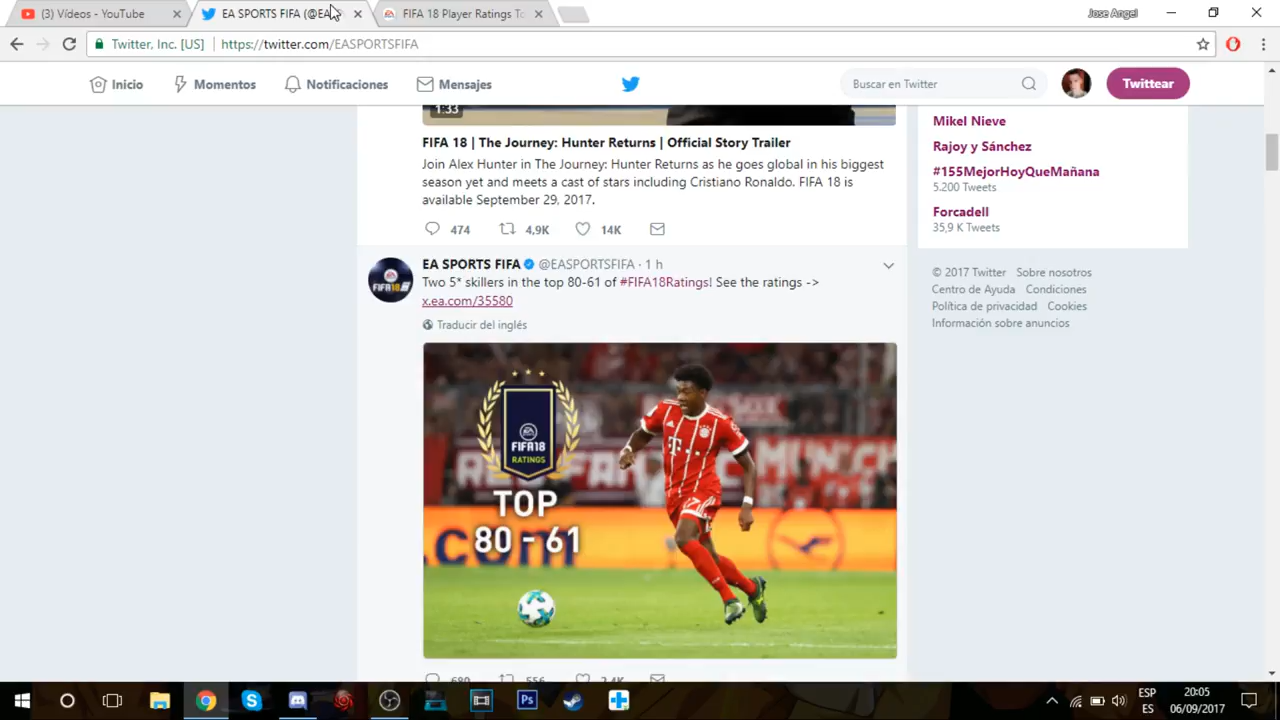 (3) Vídeos - YouTube
EA SPORTS FIFA (@EA
FIFA 18 Player Ratings To
Jose Angel
Twitter, Inc. [US]
https://twitter.com/EASPORTSFIFA
Inicio
Momentos
Notificaciones
Mensajes
Buscar en Twitter
Twittear
1:33
FIFA 18 | The Journey: Hunter Returns | Official Story Trailer
Join Alex Hunter in The Journey: Hunter Returns as he goes global in his biggest
season yet and meets a cast of stars including Cristiano Ronaldo. FIFA 18 is
available September 29, 2017.
474 4,9K 14K
EA SPORTS FIFA @EASPORTSFIFA · 1 h
Two 5* skillers in the top 80-61 of #FIFA18Ratings! See the ratings ->
x.ea.com/35580
Traducir del inglés
FIFA18
RATINGS
TOP
80 - 61
680 556 2,4K
Mikel Nieve
Rajoy y Sánchez
#155MejorHoyQueMañana
5.200 Tweets
Forcadell
35,9 K Tweets
© 2017 Twitter Sobre nosotros
Centro de Ayuda Condiciones
Política de privacidad Cookies
Información sobre anuncios
ESP
ES
20:05
06/09/2017